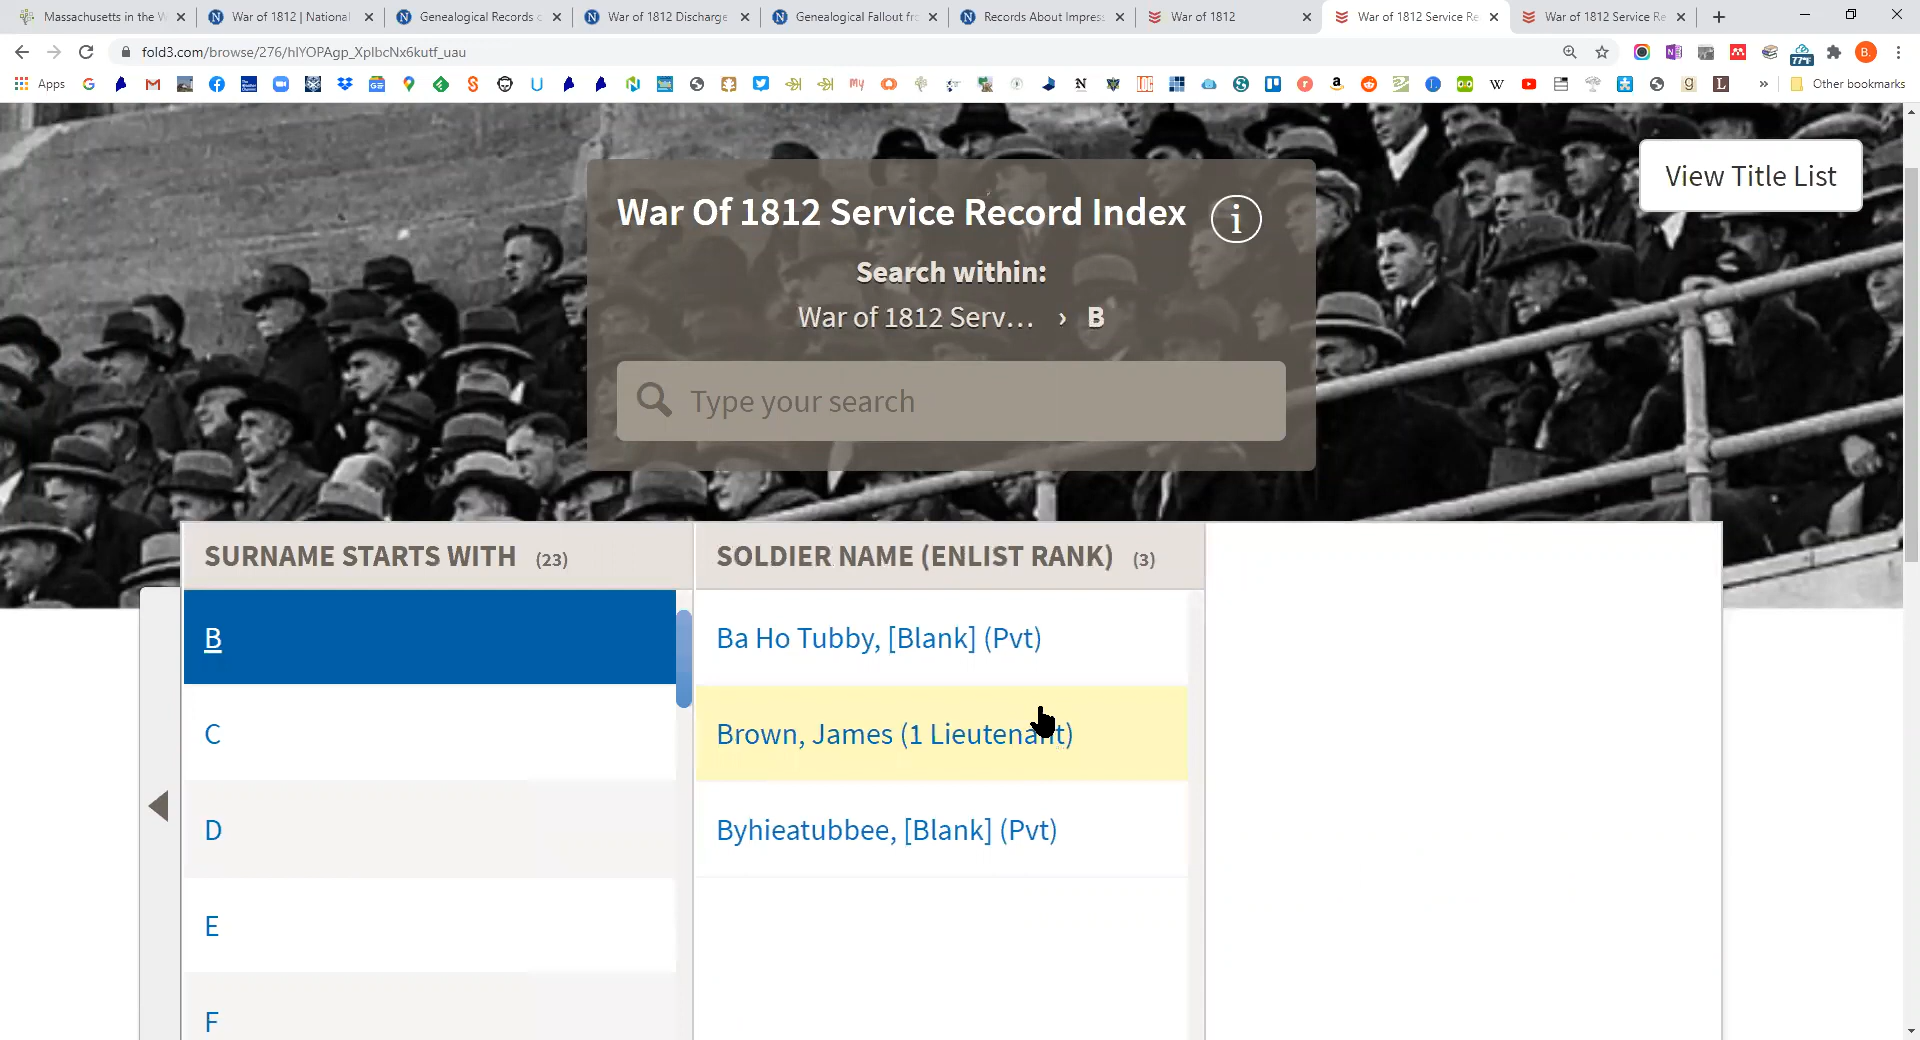 Massachusetts in the W
War of 1812 | National
Genealogical Records o
War of 1812 Discharge
Genealogical Fallout fr
Records About Impress
War of 1812
War of 1812 Service Re
War of 1812 Service Re
fold3.com/browse/276/hIYOPAgp_XplbcNx6kutf_uau
77°F
B.
Apps
Other bookmarks
View Title List
War Of 1812 Service Record Index
Search within:
War of 1812 Serv… › B
Type your search
SURNAME STARTS WITH (23)
SOLDIER NAME (ENLIST RANK) (3)
B
Ba Ho Tubby, [Blank] (Pvt)
C
Brown, James (1 Lieutenant)
D
Byhieatubbee, [Blank] (Pvt)
E
F